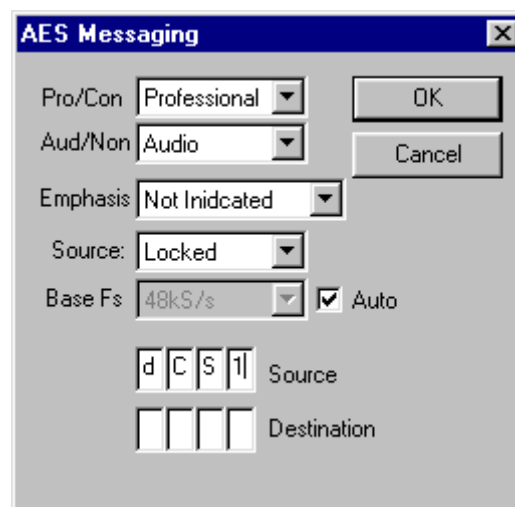 AES Messaging
Pro/Con Professional OK
Aud/Non Audio Cancel
Emphasis Not Inidcated
Source: Locked
Base Fs 48kS/s Auto
d C S 1 Source
Destination